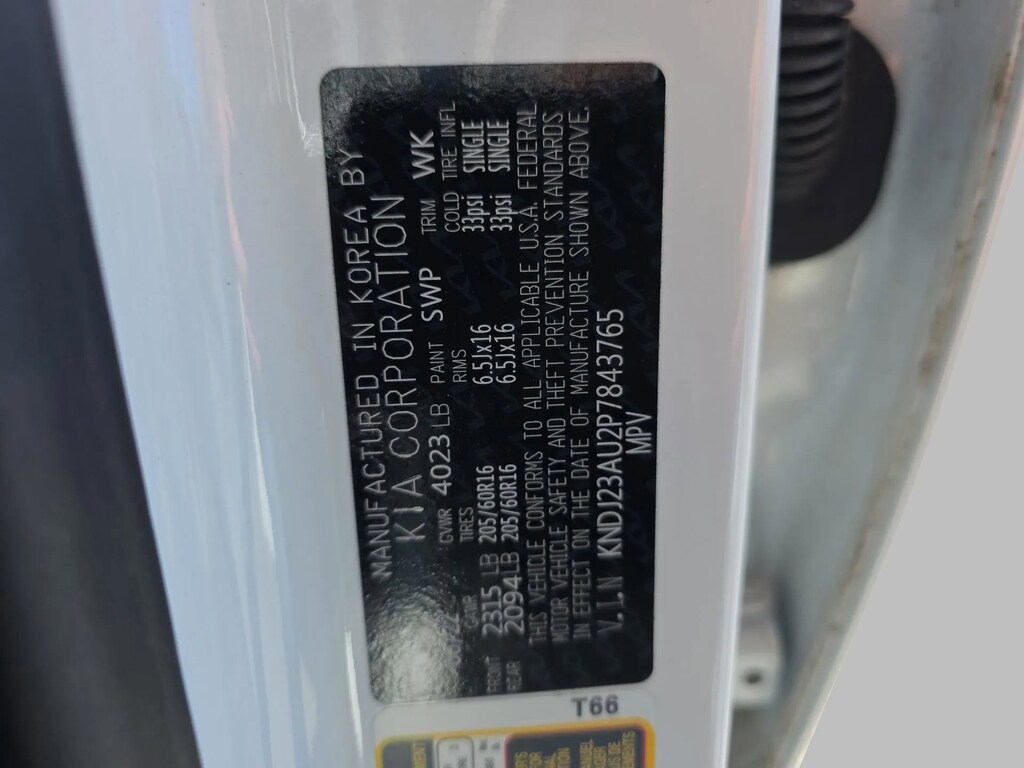 MANUFACTURED IN KOREA BY
KIA CORPORATION
GVWR 4023 LB PAINT SWP TRIM WK
GAWR TIRES RIMS COLD TIRE INFL
FRONT 2315 LB 205/60R16 6.5Jx16 33psi SINGLE
REAR 2094 LB 205/60R16 6.5Jx16 33psi SINGLE
THIS VEHICLE CONFORMS TO ALL APPLICABLE U.S.A. FEDERAL
MOTOR VEHICLE SAFETY AND THEFT PREVENTION STANDARDS
IN EFFECT ON THE DATE OF MANUFACTURE SHOWN ABOVE.
V.I.N KNDJ23AU2P7843765
MPV
T66